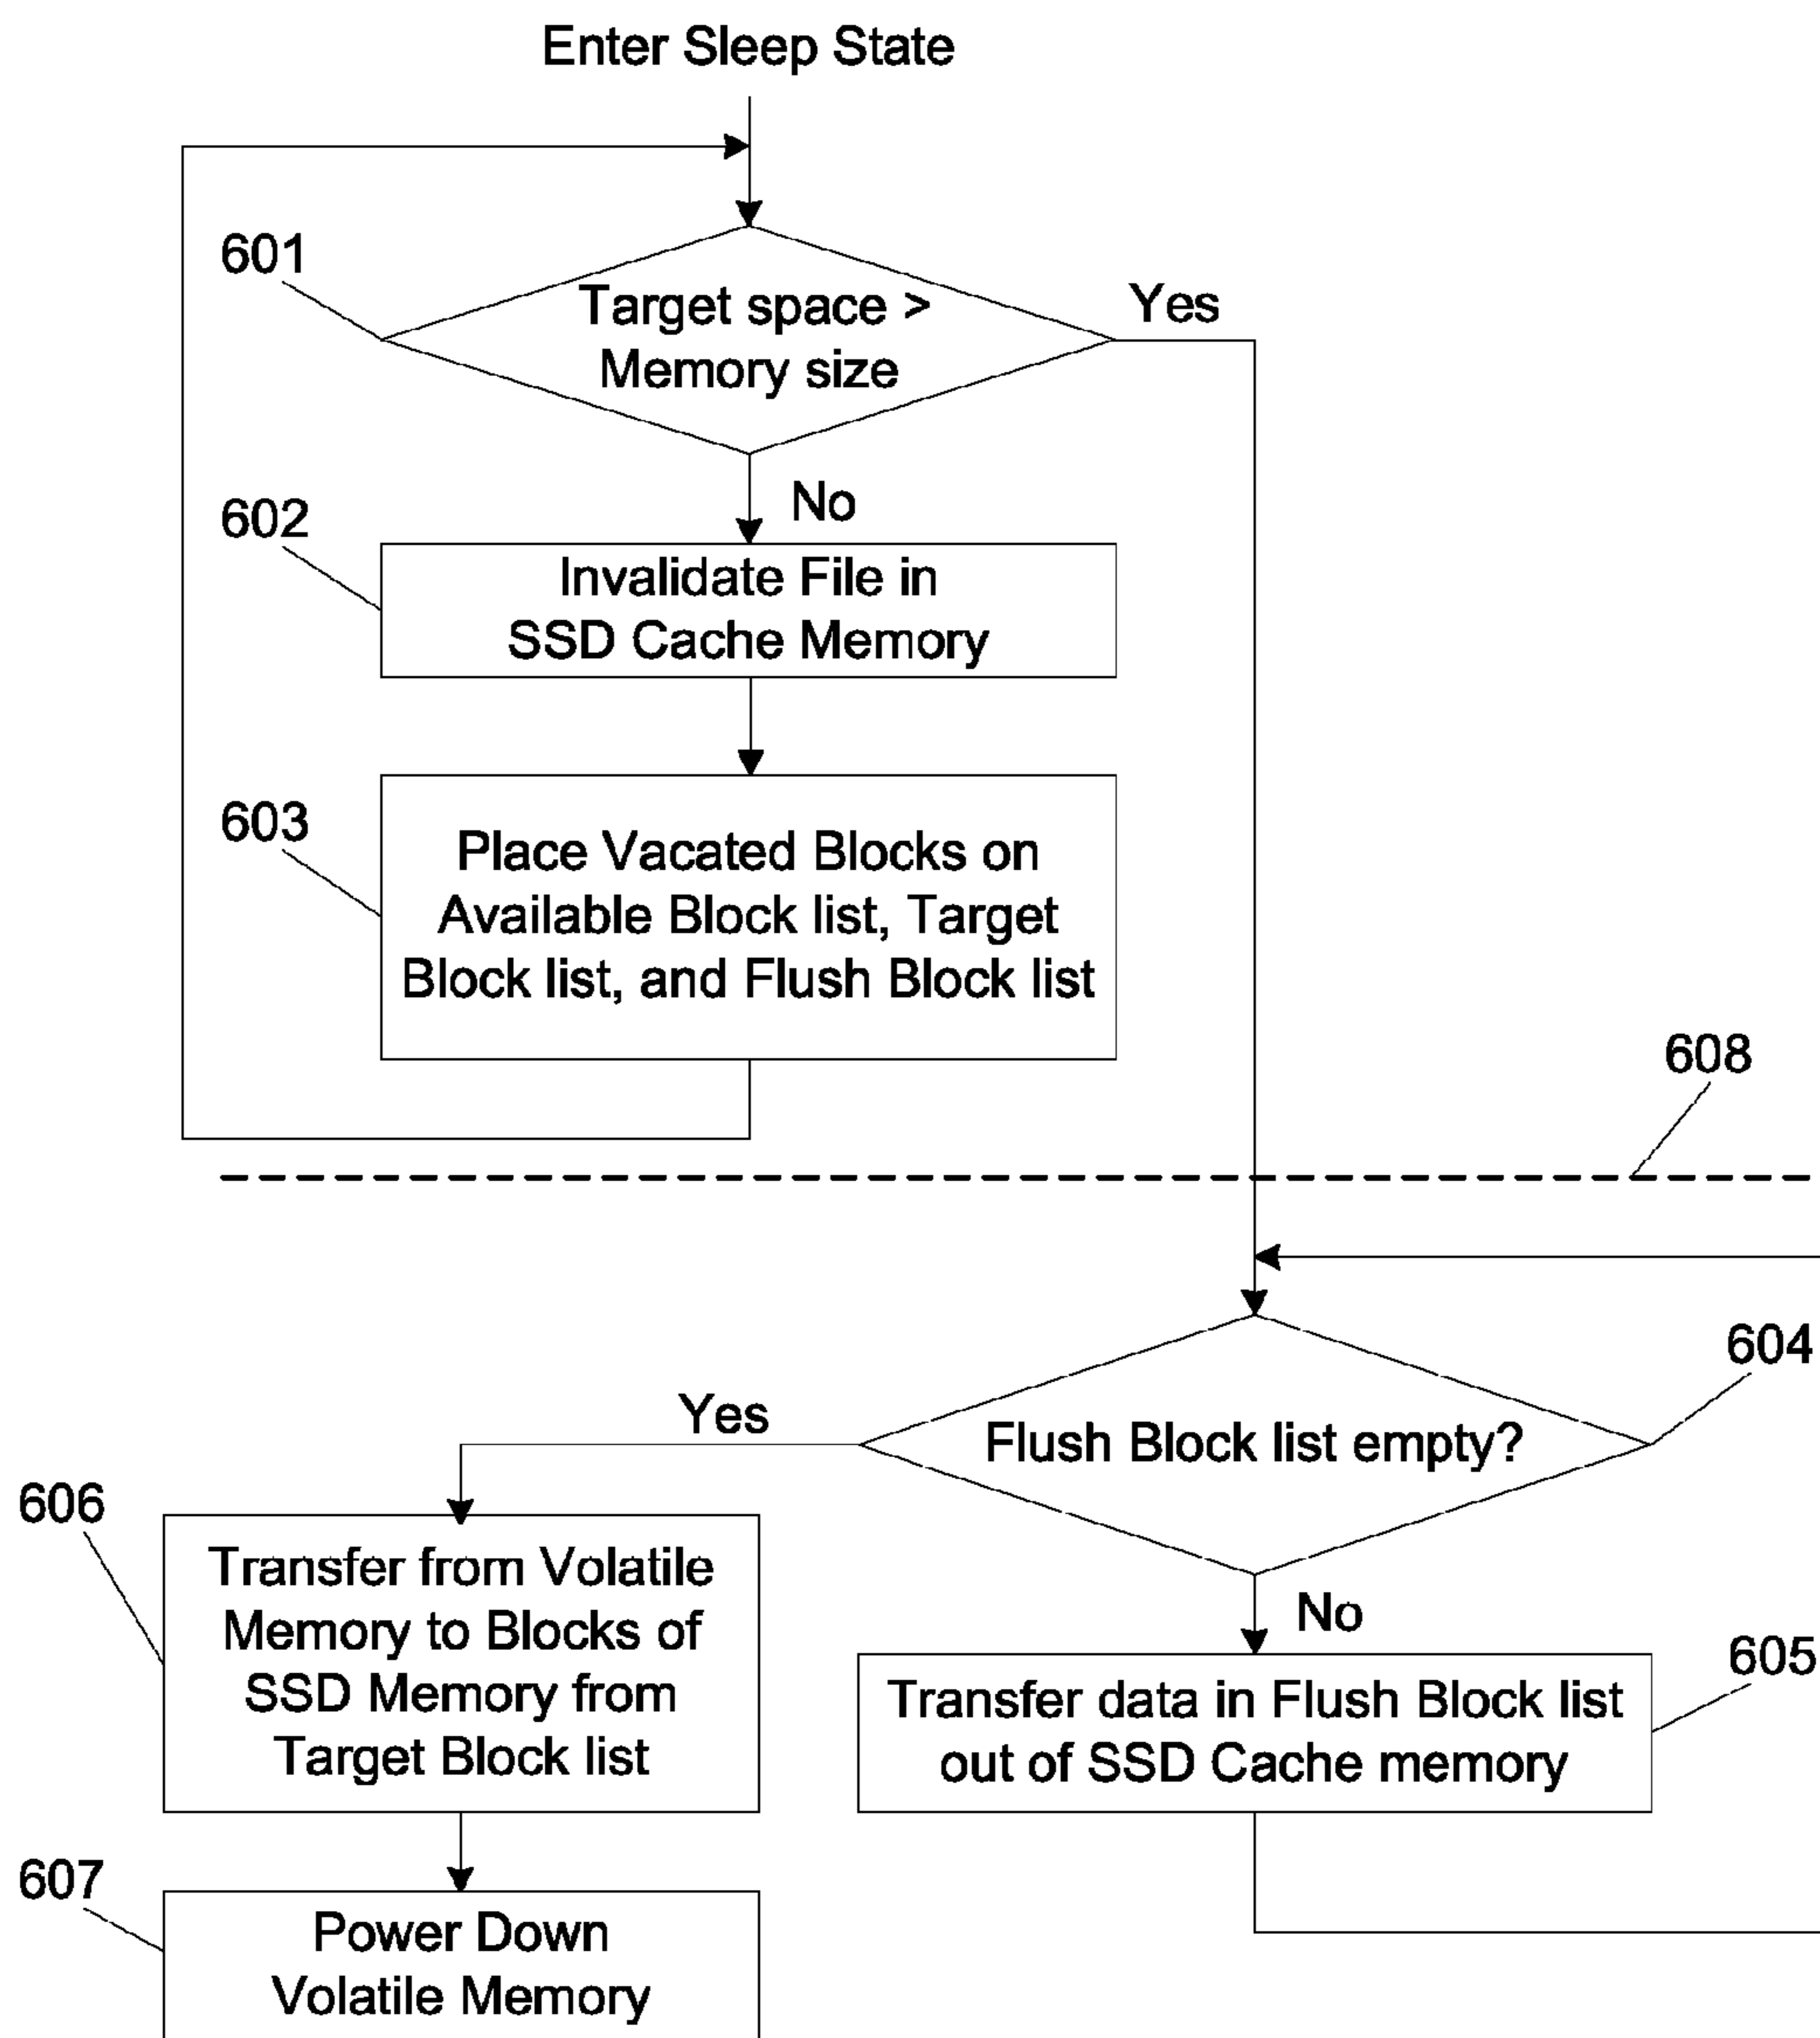 Enter Sleep State
601
Target space >
Memory size
Yes
No
602
Invalidate File in
SSD Cache Memory
603
Place Vacated Blocks on
Available Block list, Target
Block list, and Flush Block list
608
604
Flush Block list empty?
Yes
No
606
Transfer from Volatile
Memory to Blocks of
SSD Memory from
Target Block list
605
Transfer data in Flush Block list
out of SSD Cache memory
607
Power Down
Volatile Memory